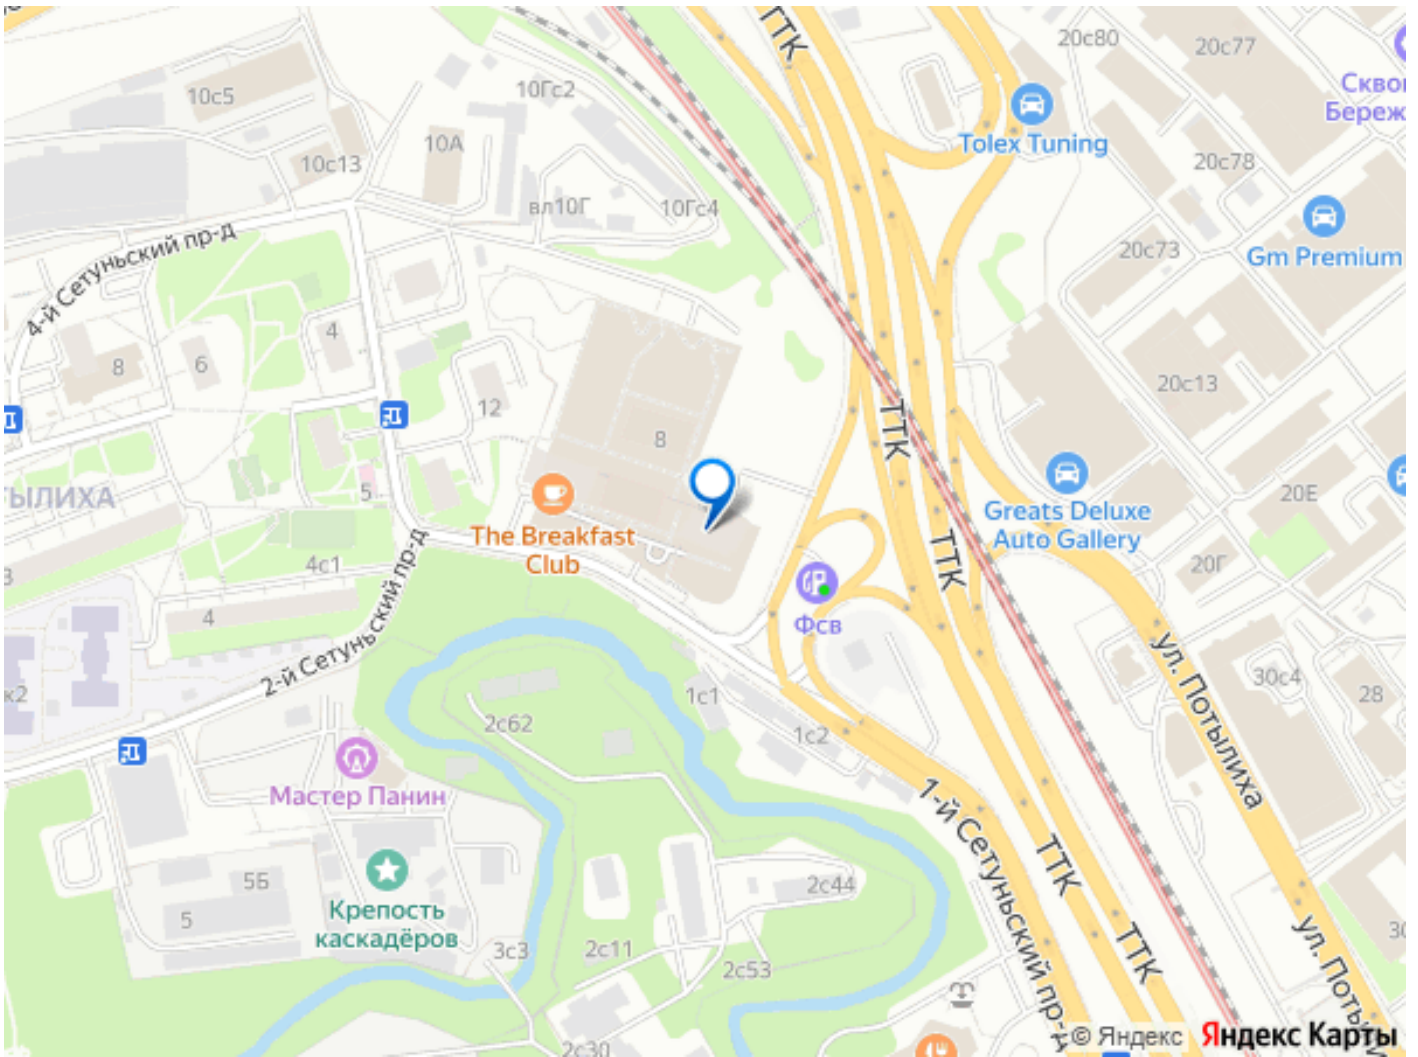 ТТК
20с80
20с77
10Гс2
10с5
Tolex Tuning
10А
10с13
20с78
вл10Г
10Гс4
4-й Сетуньский пр-д
20с73
Gm Premium
4
6
8
20с13
12
ТТК
8
5
20Е
The Breakfast
Club
Greats Deluxe
Auto Gallery
ТТК
4с1
20Г
4
Фсв
2-й Сетуньский пр-д
ул. Потылиха
30с4
28
к2
1с1
2с62
1с2
Мастер Панин
1-й Сетуньский пр-д
ТТК
5Б
2с44
5
Крепость
каскадёров
3с3
2с11
2с53
ТТК
2с30
© Яндекс
Яндекс Карты